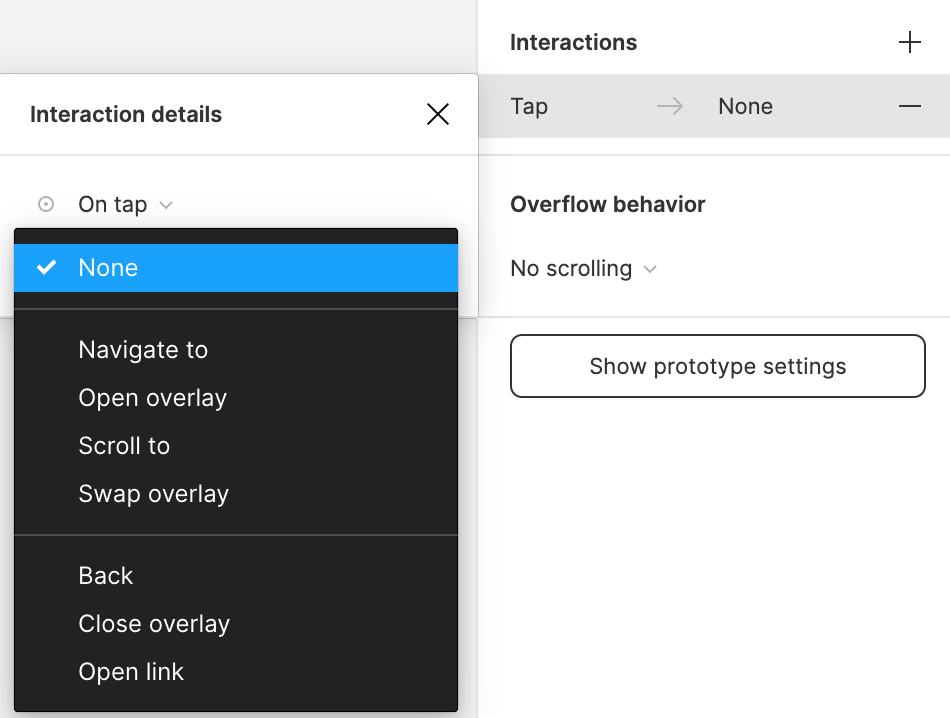 Interactions
Tap
None
Interaction details
On tap
None
Navigate to
Open overlay
Scroll to
Swap overlay
Back
Close overlay
Open link
Overflow behavior
No scrolling
Show prototype settings